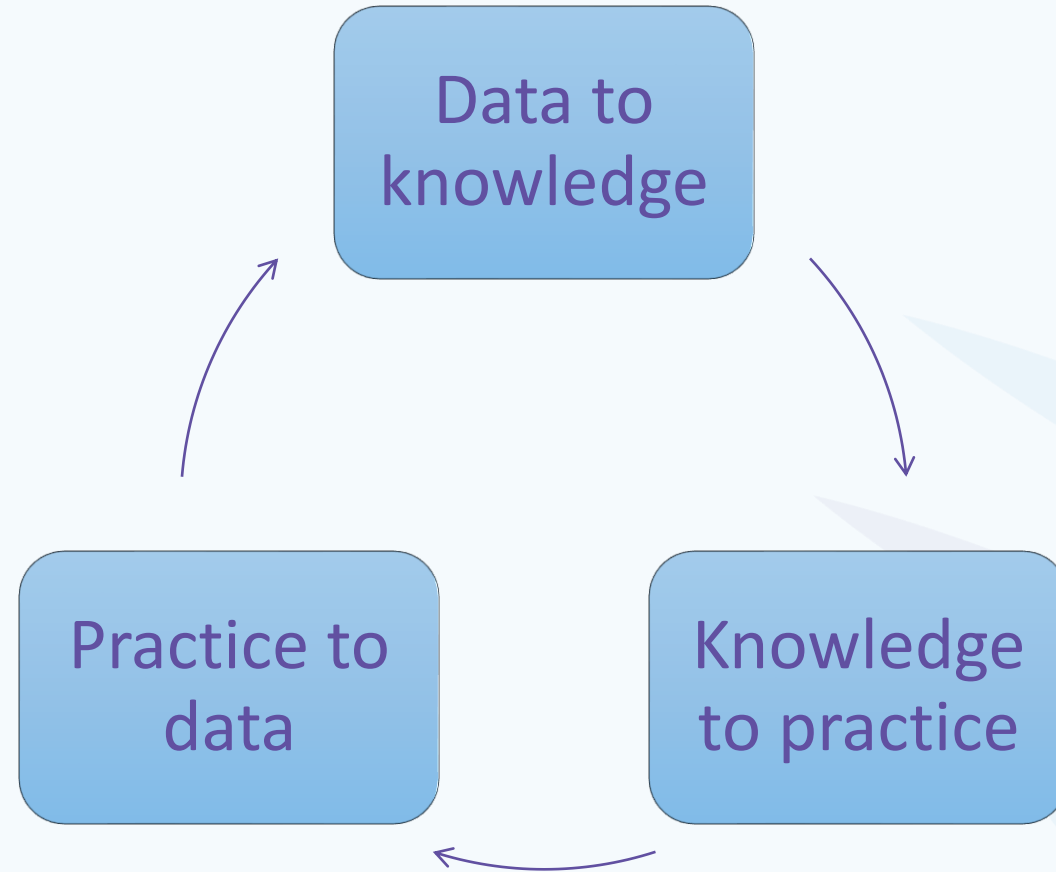 Data to
knowledge
Practice to
data
Knowledge
to practice